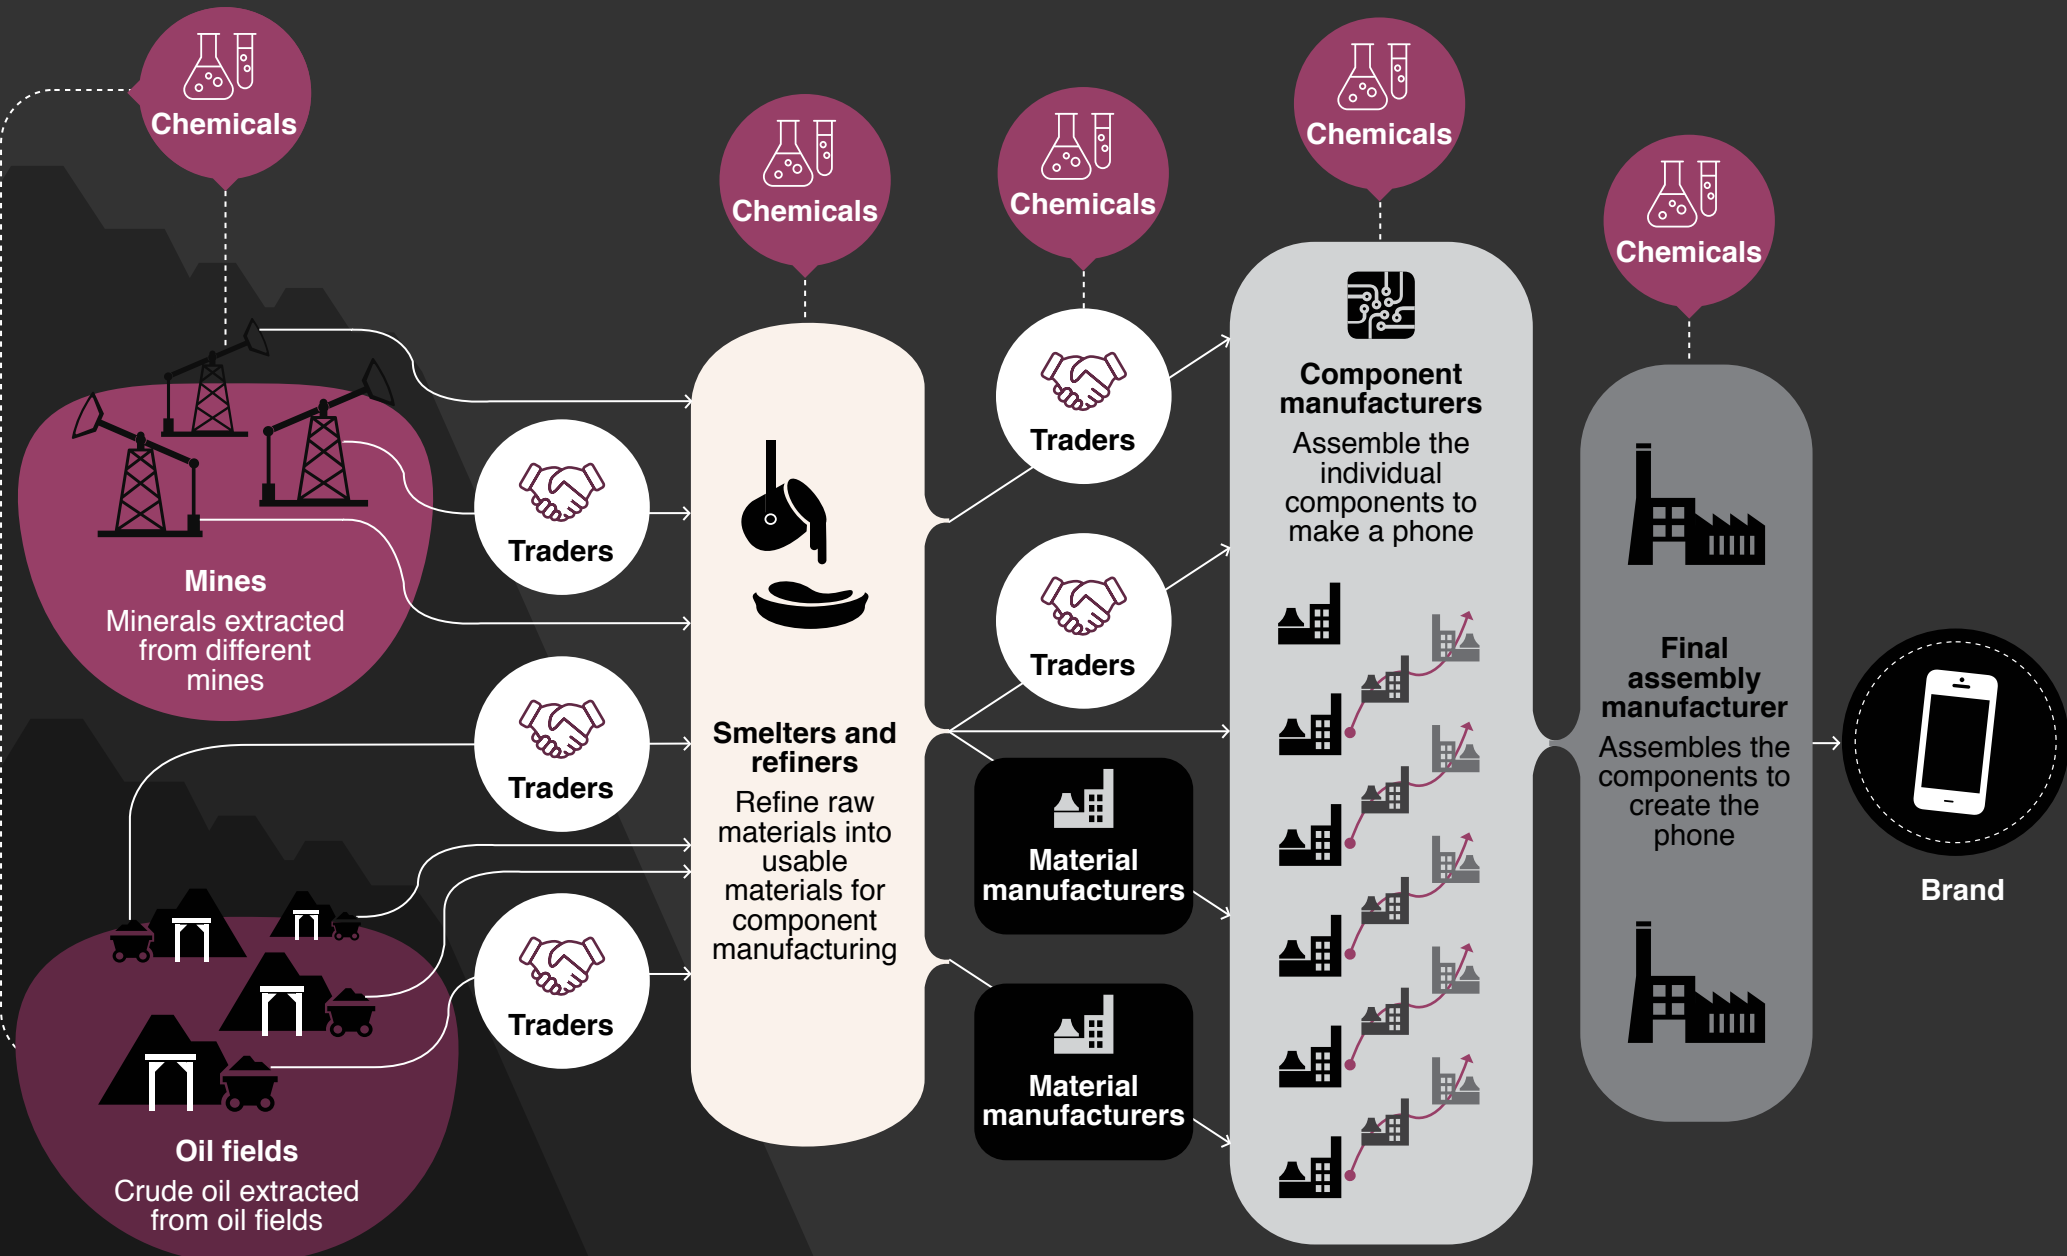 Chemicals
Chemicals
Chemicals
Chemicals
Chemicals
Mines
Minerals extracted
from different
mines
Oil fields
Crude oil extracted
from oil fields
Traders
Traders
Traders
Smelters and
refiners
Refine raw
materials into
usable
materials for
component
manufacturing
Traders
Traders
Material
manufacturers
Material
manufacturers
Component
manufacturers
Assemble the
individual
components to
make a phone
Final
assembly
manufacturer
Assembles the
components to
create the
phone
Brand